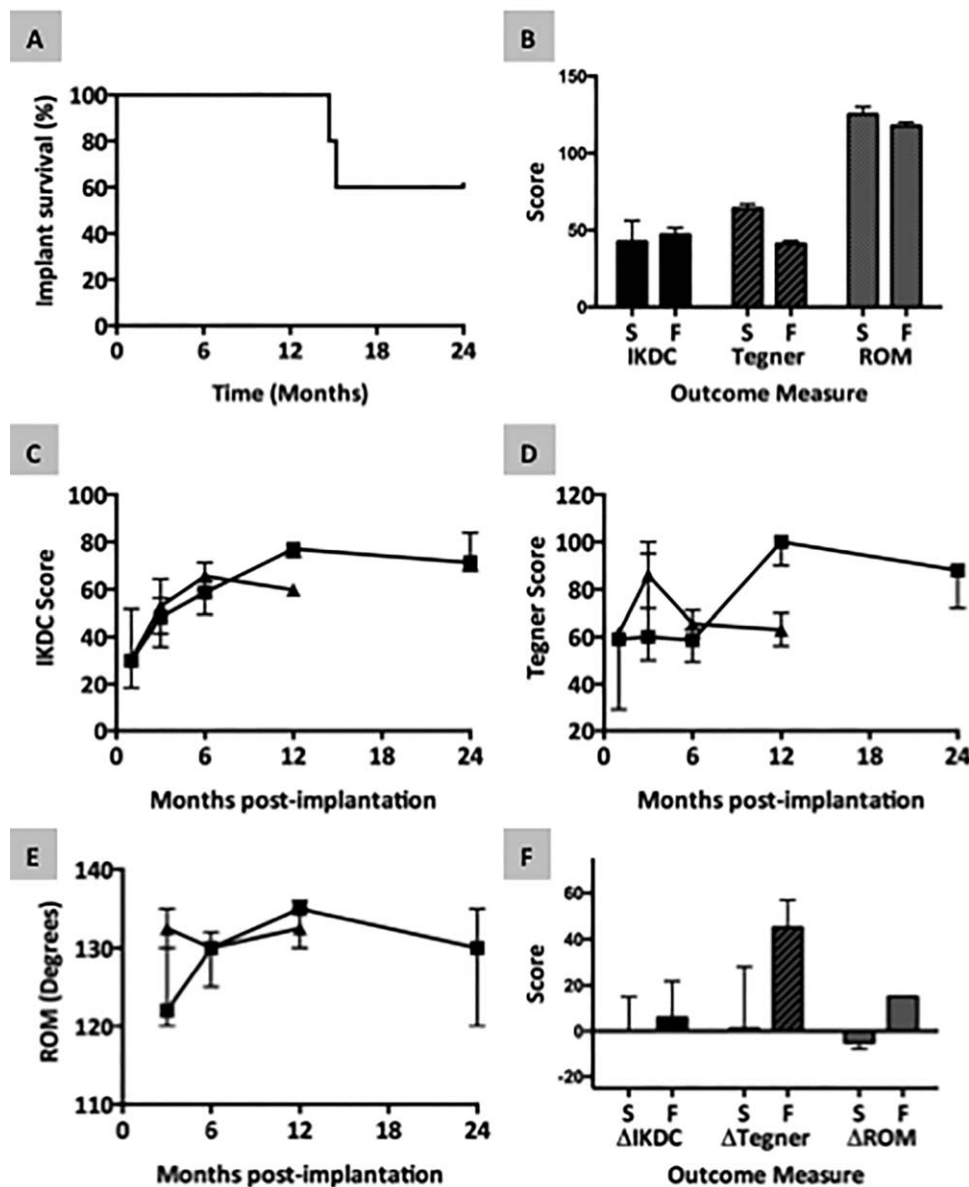 A
Implant survival (%)
100
80
60
40
20
0
0 6 12 18 24
Time (Months)
B
Score
150
100
50
0
S F S F S F
IKDC Tegner ROM
Outcome Measure
C
IKDC Score
100
80
60
40
20
0
0 6 12 18 24
Months post-implantation
D
Tegner Score
120
100
80
60
40
20
0 6 12 18 24
Months post-implantation
E
ROM (Degrees)
140
130
120
110
0 6 12 18 24
Months post-implantation
F
Score
60
40
20
0
-20
S F S F S F
ΔIKDC ΔTegner ΔROM
Outcome Measure